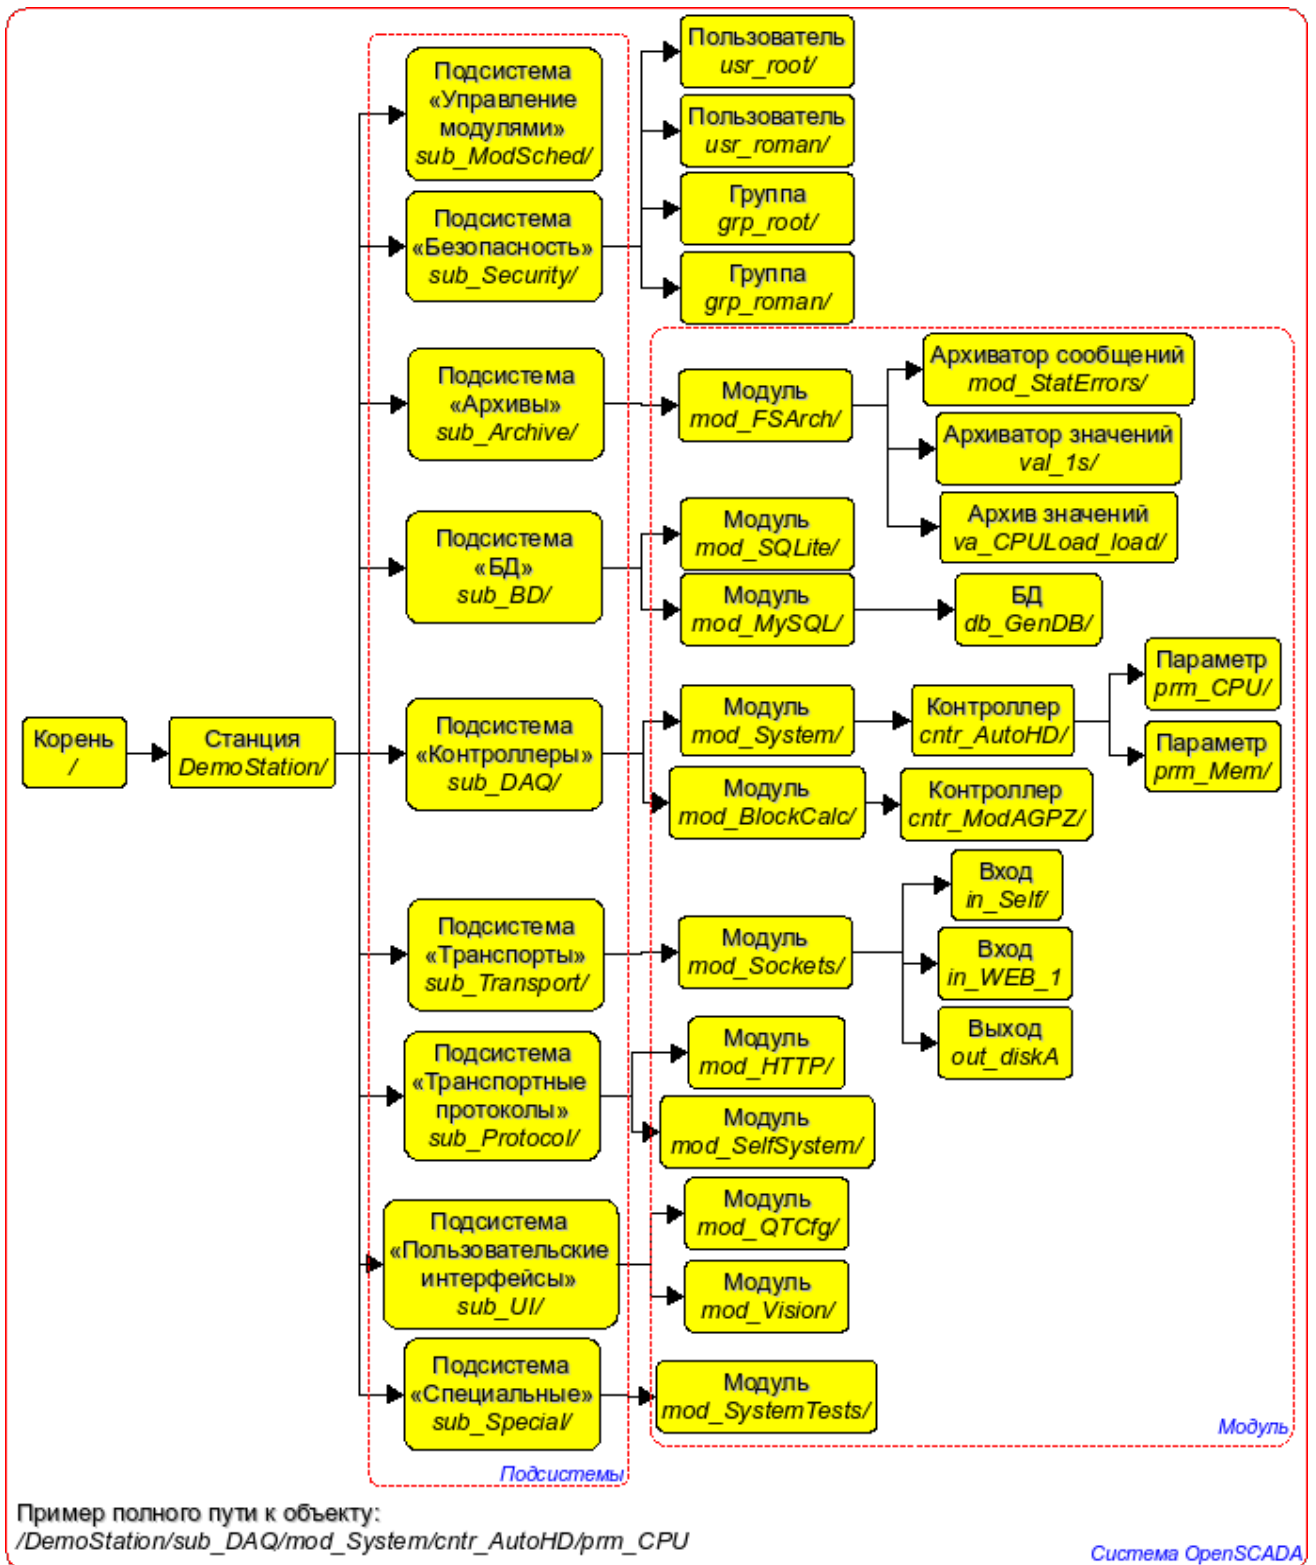 Корень
/
Станция
DemoStation/
Подсистема
«Управление
модулями»
sub_ModSched/
Подсистема
«Безопасность»
sub_Security/
Пользователь
usr_root/
Пользователь
usr_roman/
Группа
grp_root/
Группа
grp_roman/
Подсистема
«Архивы»
sub_Archive/
Модуль
mod_FSArch/
Архиватор сообщений
mod_StatErrors/
Архиватор значений
val_1s/
Архив значений
va_CPULoad_load/
Подсистема
«БД»
sub_BD/
Модуль
mod_SQLite/
Модуль
mod_MySQL/
БД
db_GenDB/
Подсистема
«Контроллеры»
sub_DAQ/
Модуль
mod_System/
Контроллер
cntr_AutoHD/
Параметр
prm_CPU/
Параметр
prm_Mem/
Модуль
mod_BlockCalc/
Контроллер
cntr_ModAGPZ/
Подсистема
«Транспорты»
sub_Transport/
Модуль
mod_Sockets/
Вход
in_Self/
Вход
in_WEB_1
Выход
out_diskA
Подсистема
«Транспортные
протоколы»
sub_Protocol/
Модуль
mod_HTTP/
Модуль
mod_SelfSystem/
Подсистема
«Пользовательские
интерфейсы»
sub_UI/
Модуль
mod_QTCfg/
Модуль
mod_Vision/
Подсистема
«Специальные»
sub_Special/
Модуль
mod_SystemTests/
Модуль
Подсистемы
Пример полного пути к объекту:
/DemoStation/sub_DAQ/mod_System/cntr_AutoHD/prm_CPU
Система OpenSCADA